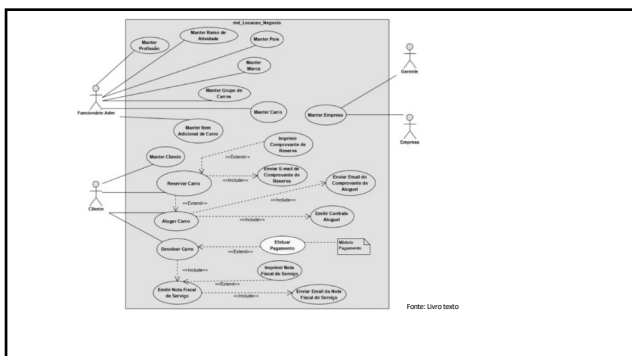 md_Locacao_Negocio
Manter Profissão
Manter Ramo de
Atividade
Manter País
Manter
Marca
Manter Grupo de
Carros
Manter Carro
Manter Item
Adicional de Carro
Funcionário Adm
Gerente
Manter Empresa
Empresa
Manter Cliente
Imprimir
Comprovante da
Reserva
<<Extend>>
Reservar Carro
<<Include>>
Enviar E-mail de
Comprovante da
Reserva
Enviar Email do
Comprovante de
Aluguel
<<Extend>>
<<Include>>
Cliente
Alugar Carro
<<Include>>
Emitir Contrato
Aluguel
Devolver Carro
<<Extend>>
Efetuar
Pagamento
Módulo
Pagamento
<<Include>>
Imprimir Nota
Fiscal de Serviço
<<Extend>>
Emitir Nota Fiscal
de Serviço
<<Include>>
Enviar Email da Nota
Fiscal de Serviço
Fonte: Livro texto